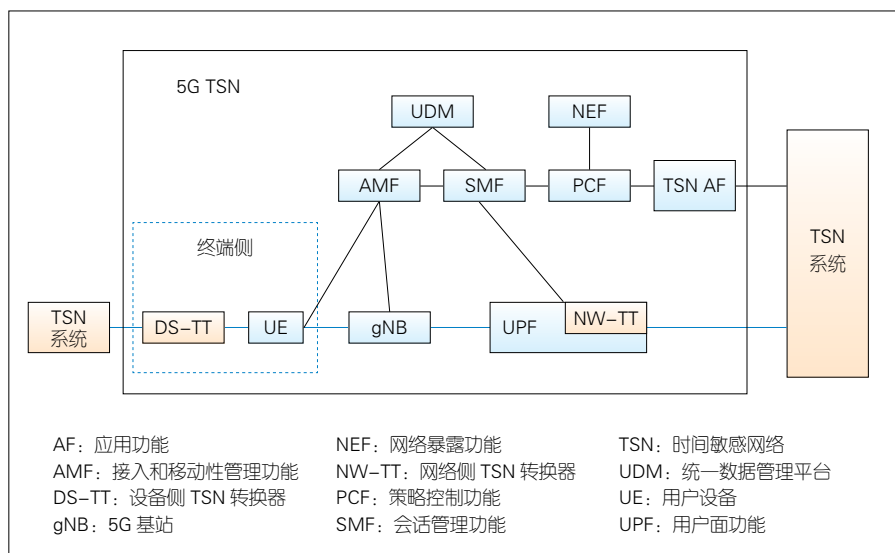 5G TSN
UDM
NEF
AMF
SMF
PCF
TSN AF
TSN
系统
终端侧
TSN
系统
DS-TT
UE
gNB
UPF
NW-TT
AF：应用功能
AMF：接入和移动性管理功能
DS-TT：设备侧 TSN 转换器
gNB：5G 基站
NEF：网络暴露功能
NW-TT：网络侧 TSN 转换器
PCF：策略控制功能
SMF：会话管理功能
TSN：时间敏感网络
UDM：统一数据管理平台
UE：用户设备
UPF：用户面功能